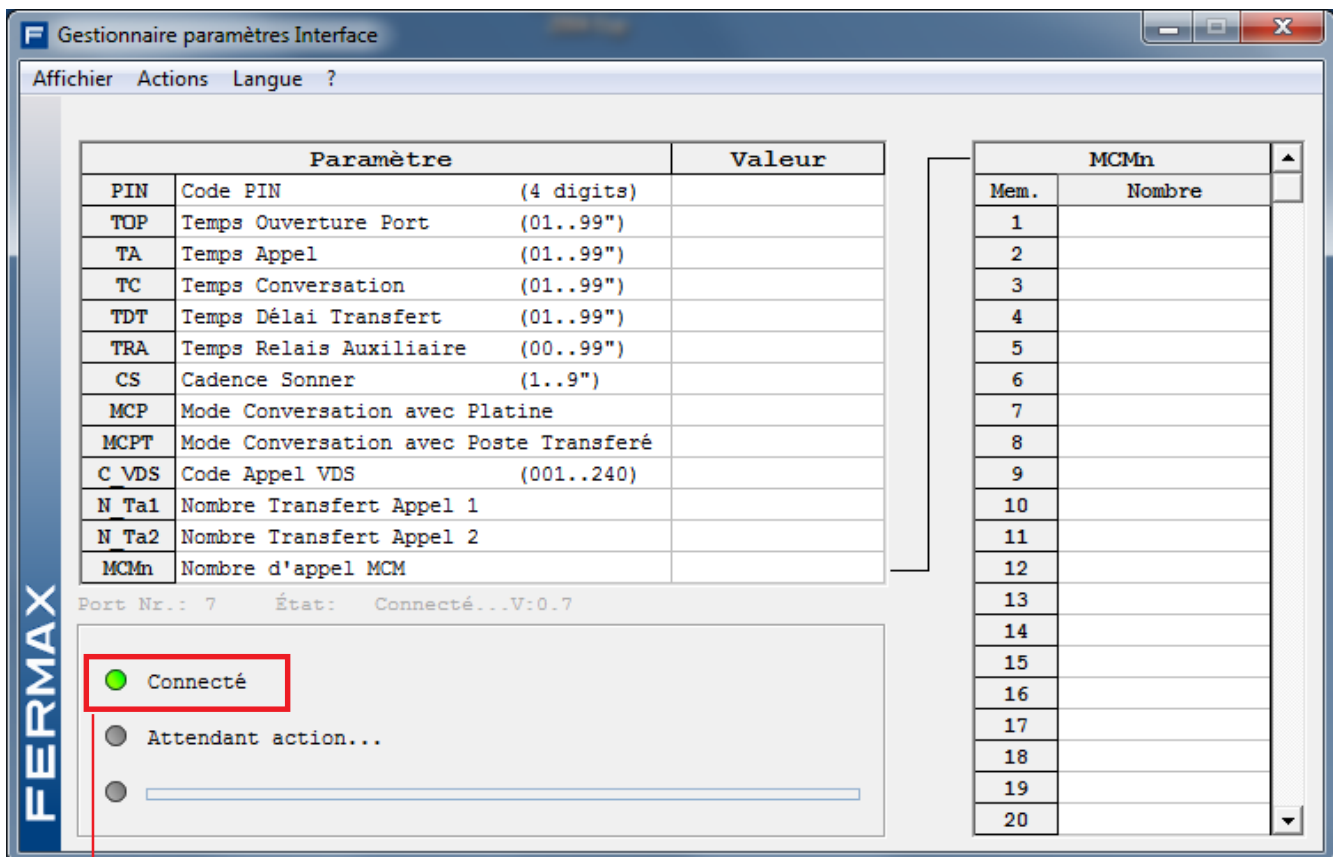 Gestionnaire paramètres Interface
Affichier Actions Langue ?
Paramètre Valeur
PIN Code PIN (4 digits)
TOP Temps Ouverture Port (01..99")
TA Temps Appel (01..99")
TC Temps Conversation (01..99")
TDT Temps Délai Transfert (01..99")
TRA Temps Relais Auxiliaire (00..99")
CS Cadence Sonner (1..9")
MCP Mode Conversation avec Platine
MCPT Mode Conversation avec Poste Transferé
C_VDS Code Appel VDS (001..240)
N_Ta1 Nombre Transfert Appel 1
N_Ta2 Nombre Transfert Appel 2
MCMn Nombre d'appel MCM
Port Nr.: 7 État: Connecté...V:0.7
Connecté
Attendant action...
MCMn
Mem. Nombre
1
2
3
4
5
6
7
8
9
10
11
12
13
14
15
16
17
18
19
20
FERMAX